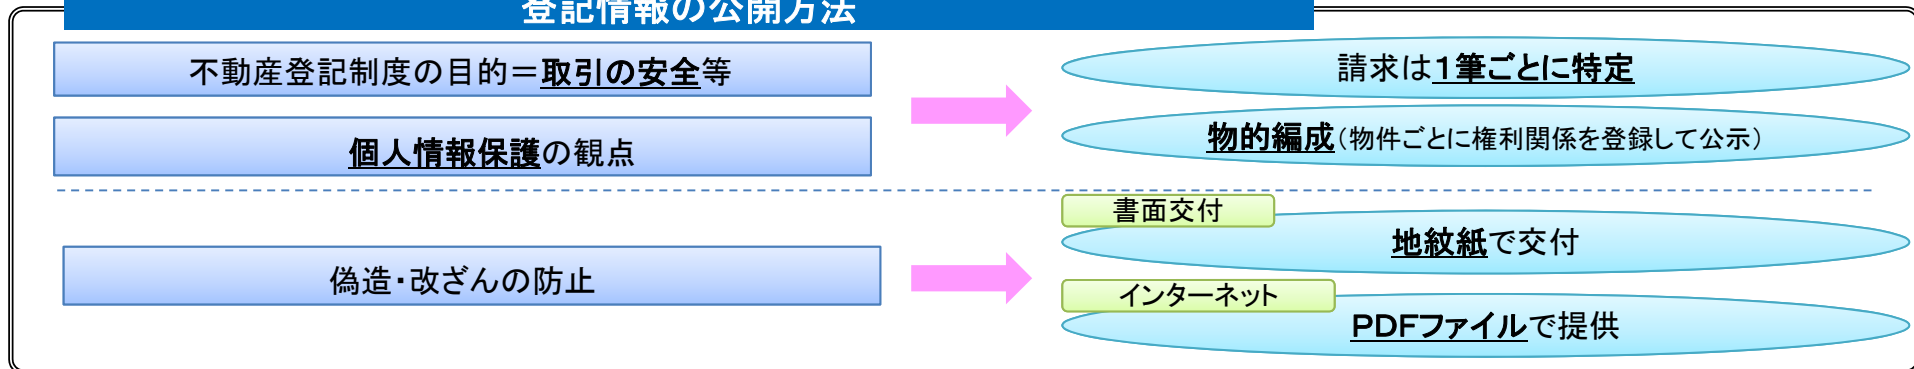 登記情報の公開方法
不動産登記制度の目的＝取引の安全等
個人情報保護の観点
請求は１筆ごとに特定
物的編成（物件ごとに権利関係を登録して公示）
偽造・改ざんの防止
書面交付
地紋紙で交付
インターネット
ＰＤＦファイルで提供